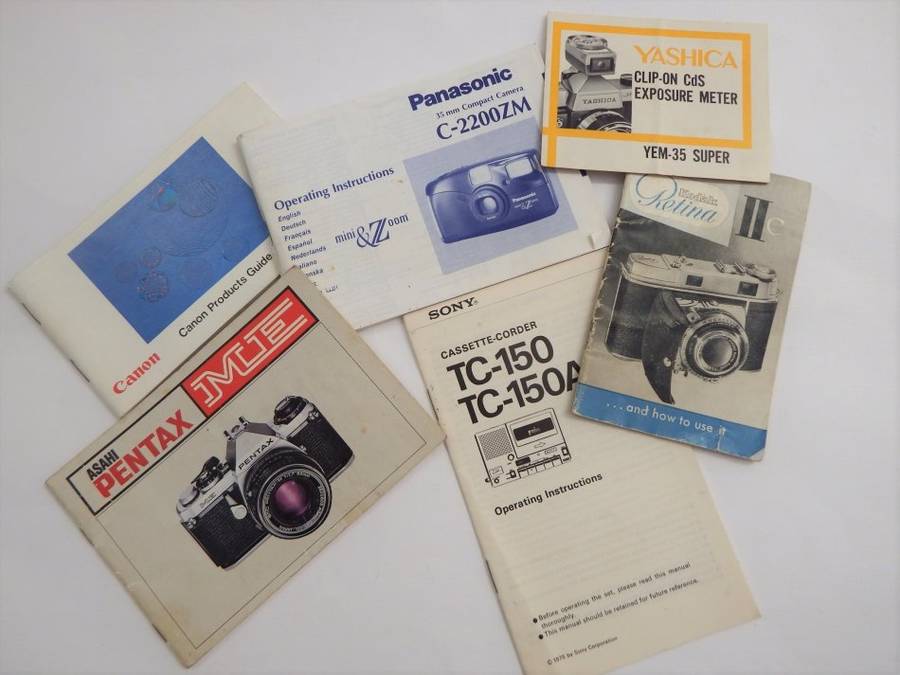 YASHICA
CLIP-ON CdS
EXPOSURE METER
YASHICA
YEM-35 SUPER
Panasonic
35 mm Compact Camera
C-2200ZM
Operating Instructions
English
Deutsch
Français
Español
Nederlands
Italiano
mini & Zoom
Panasonic
Kodak
Retina
IIc
...and how to use it
Canon Products Guide
Canon
SONY®
CASSETTE-CORDER
TC-150
TC-150A
Operating Instructions
● Before operating the set, please read this manual
thoroughly.
● This manual should be retained for future reference.
© 1975 by Sony Corporation
ASAHI
PENTAX
ME
PENTAX
ME